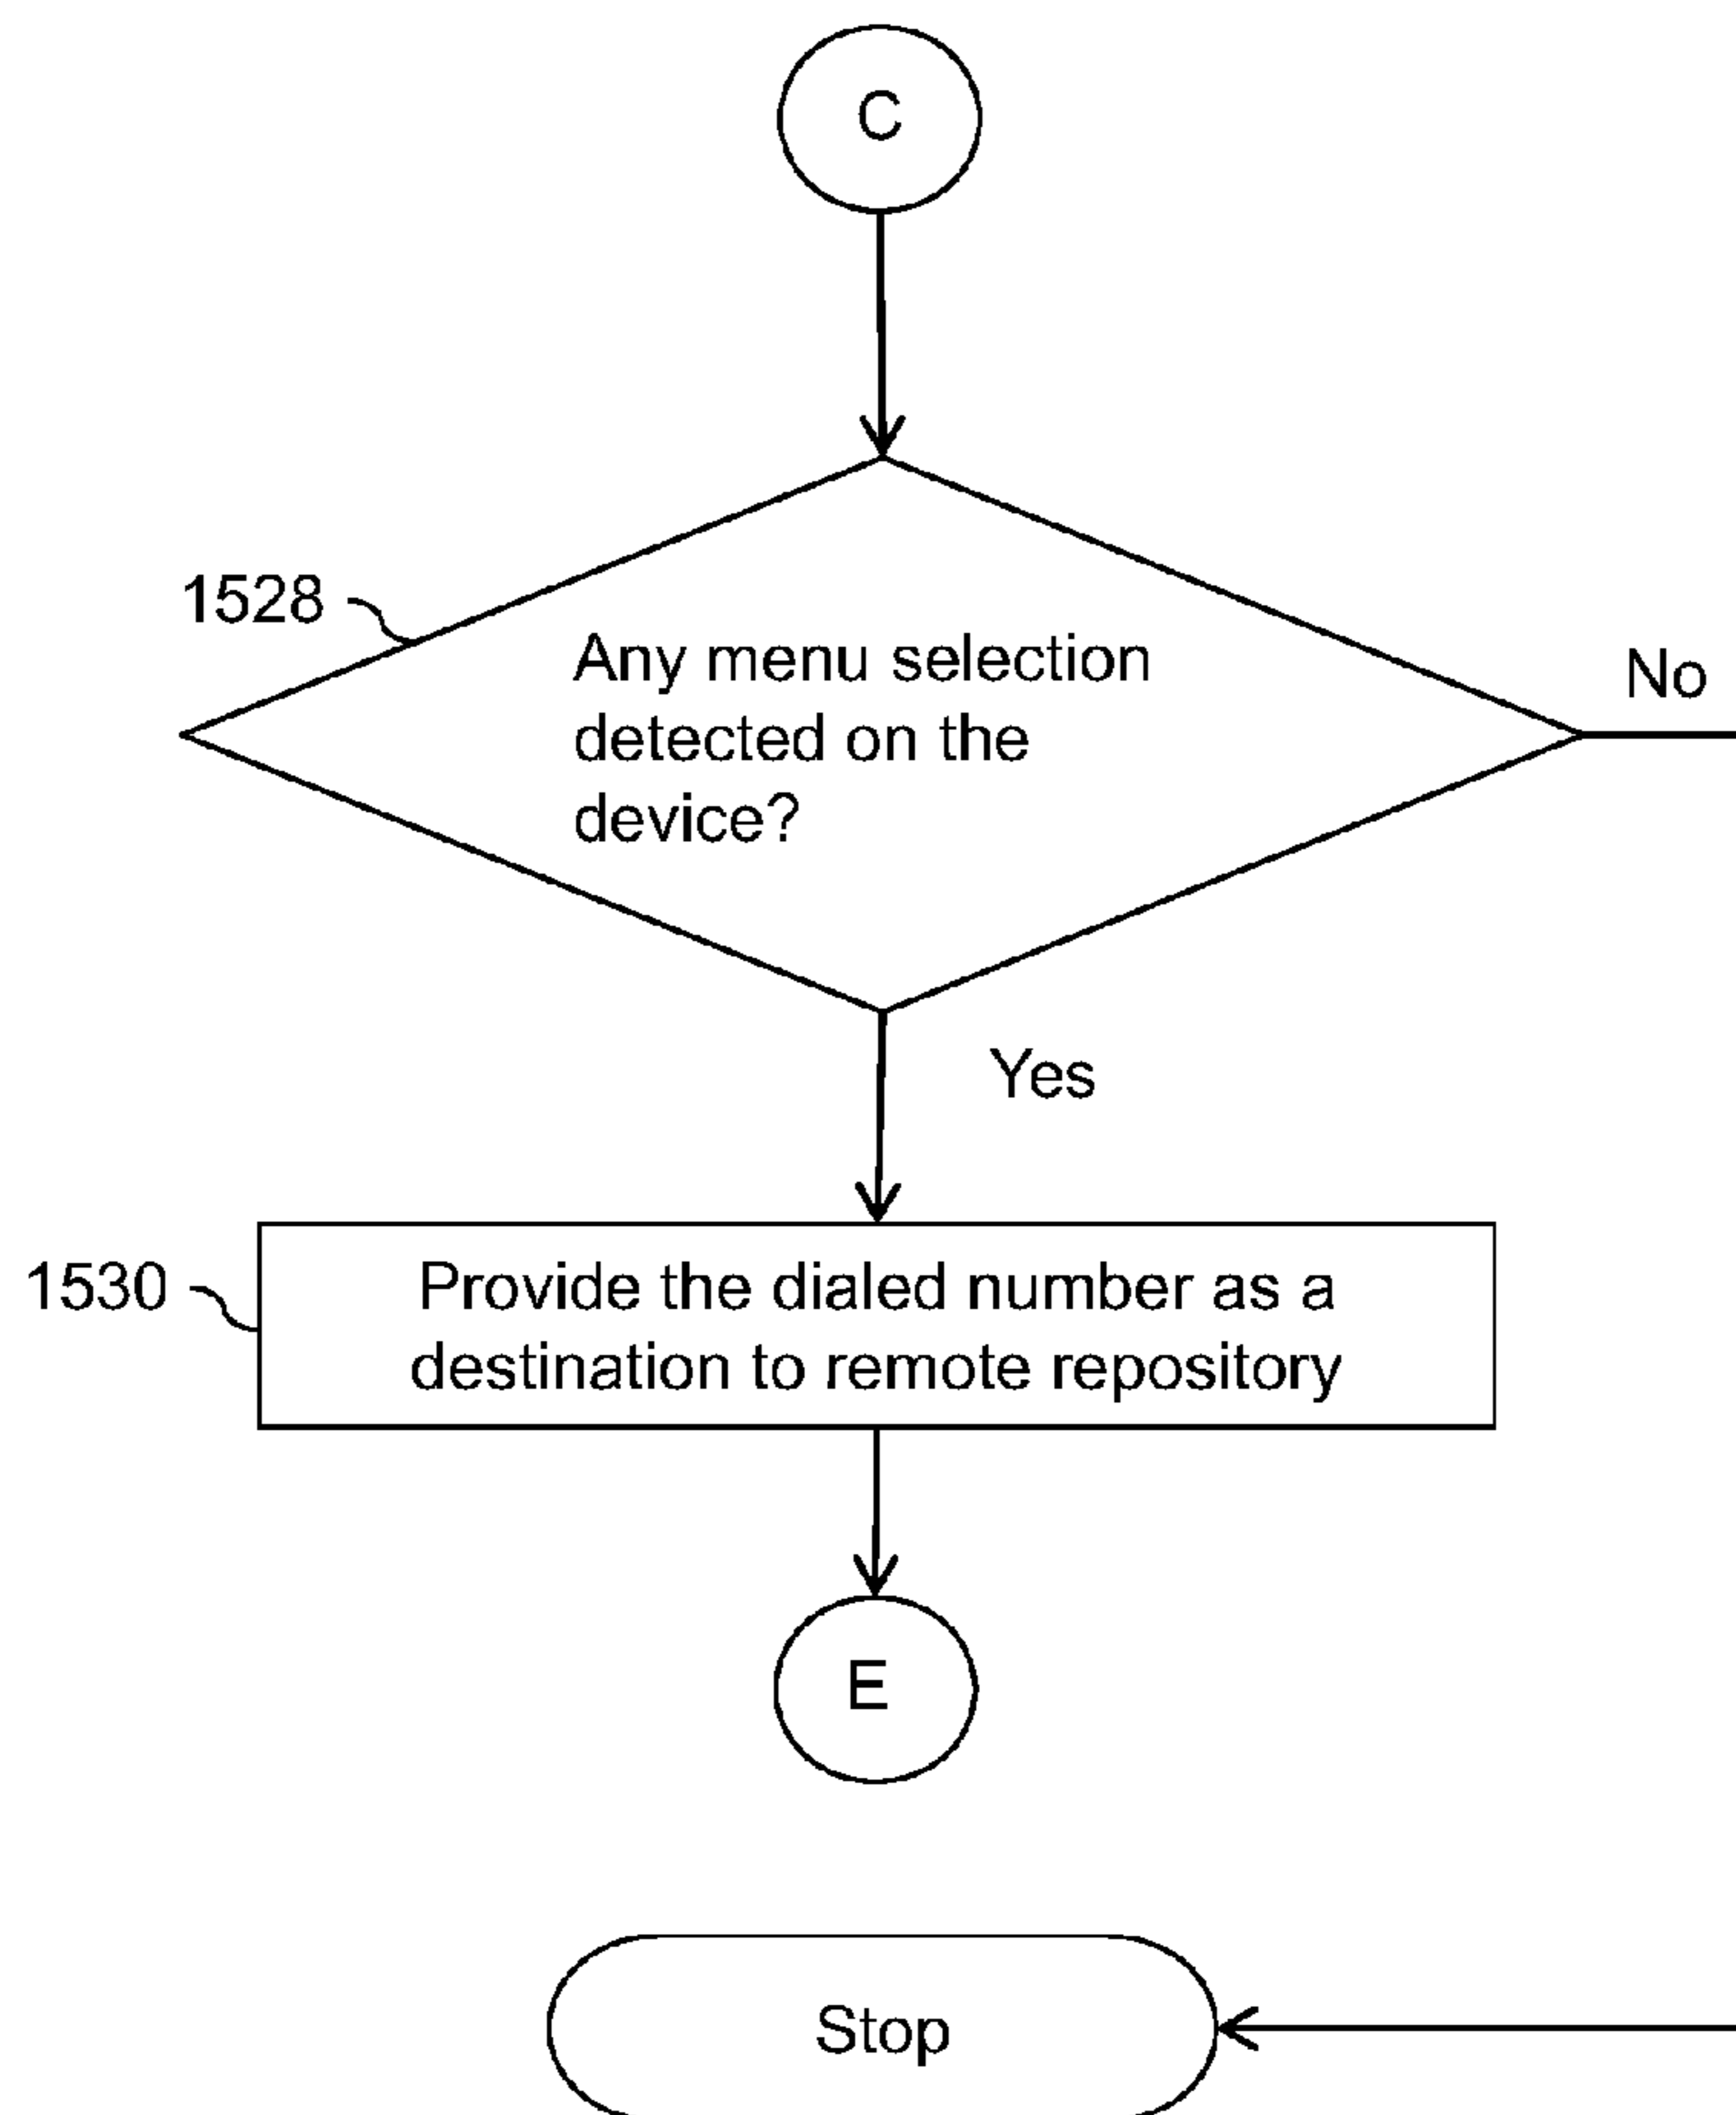 C
1528
Any menu selection
detected on the
device?
No
Yes
1530
Provide the dialed number as a
destination to remote repository
E
Stop